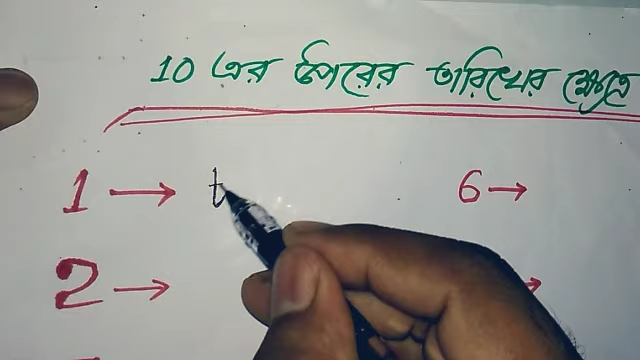 10 এর উপরের তারিখের ক্ষেত্রে
1 → t
6 →
2 →